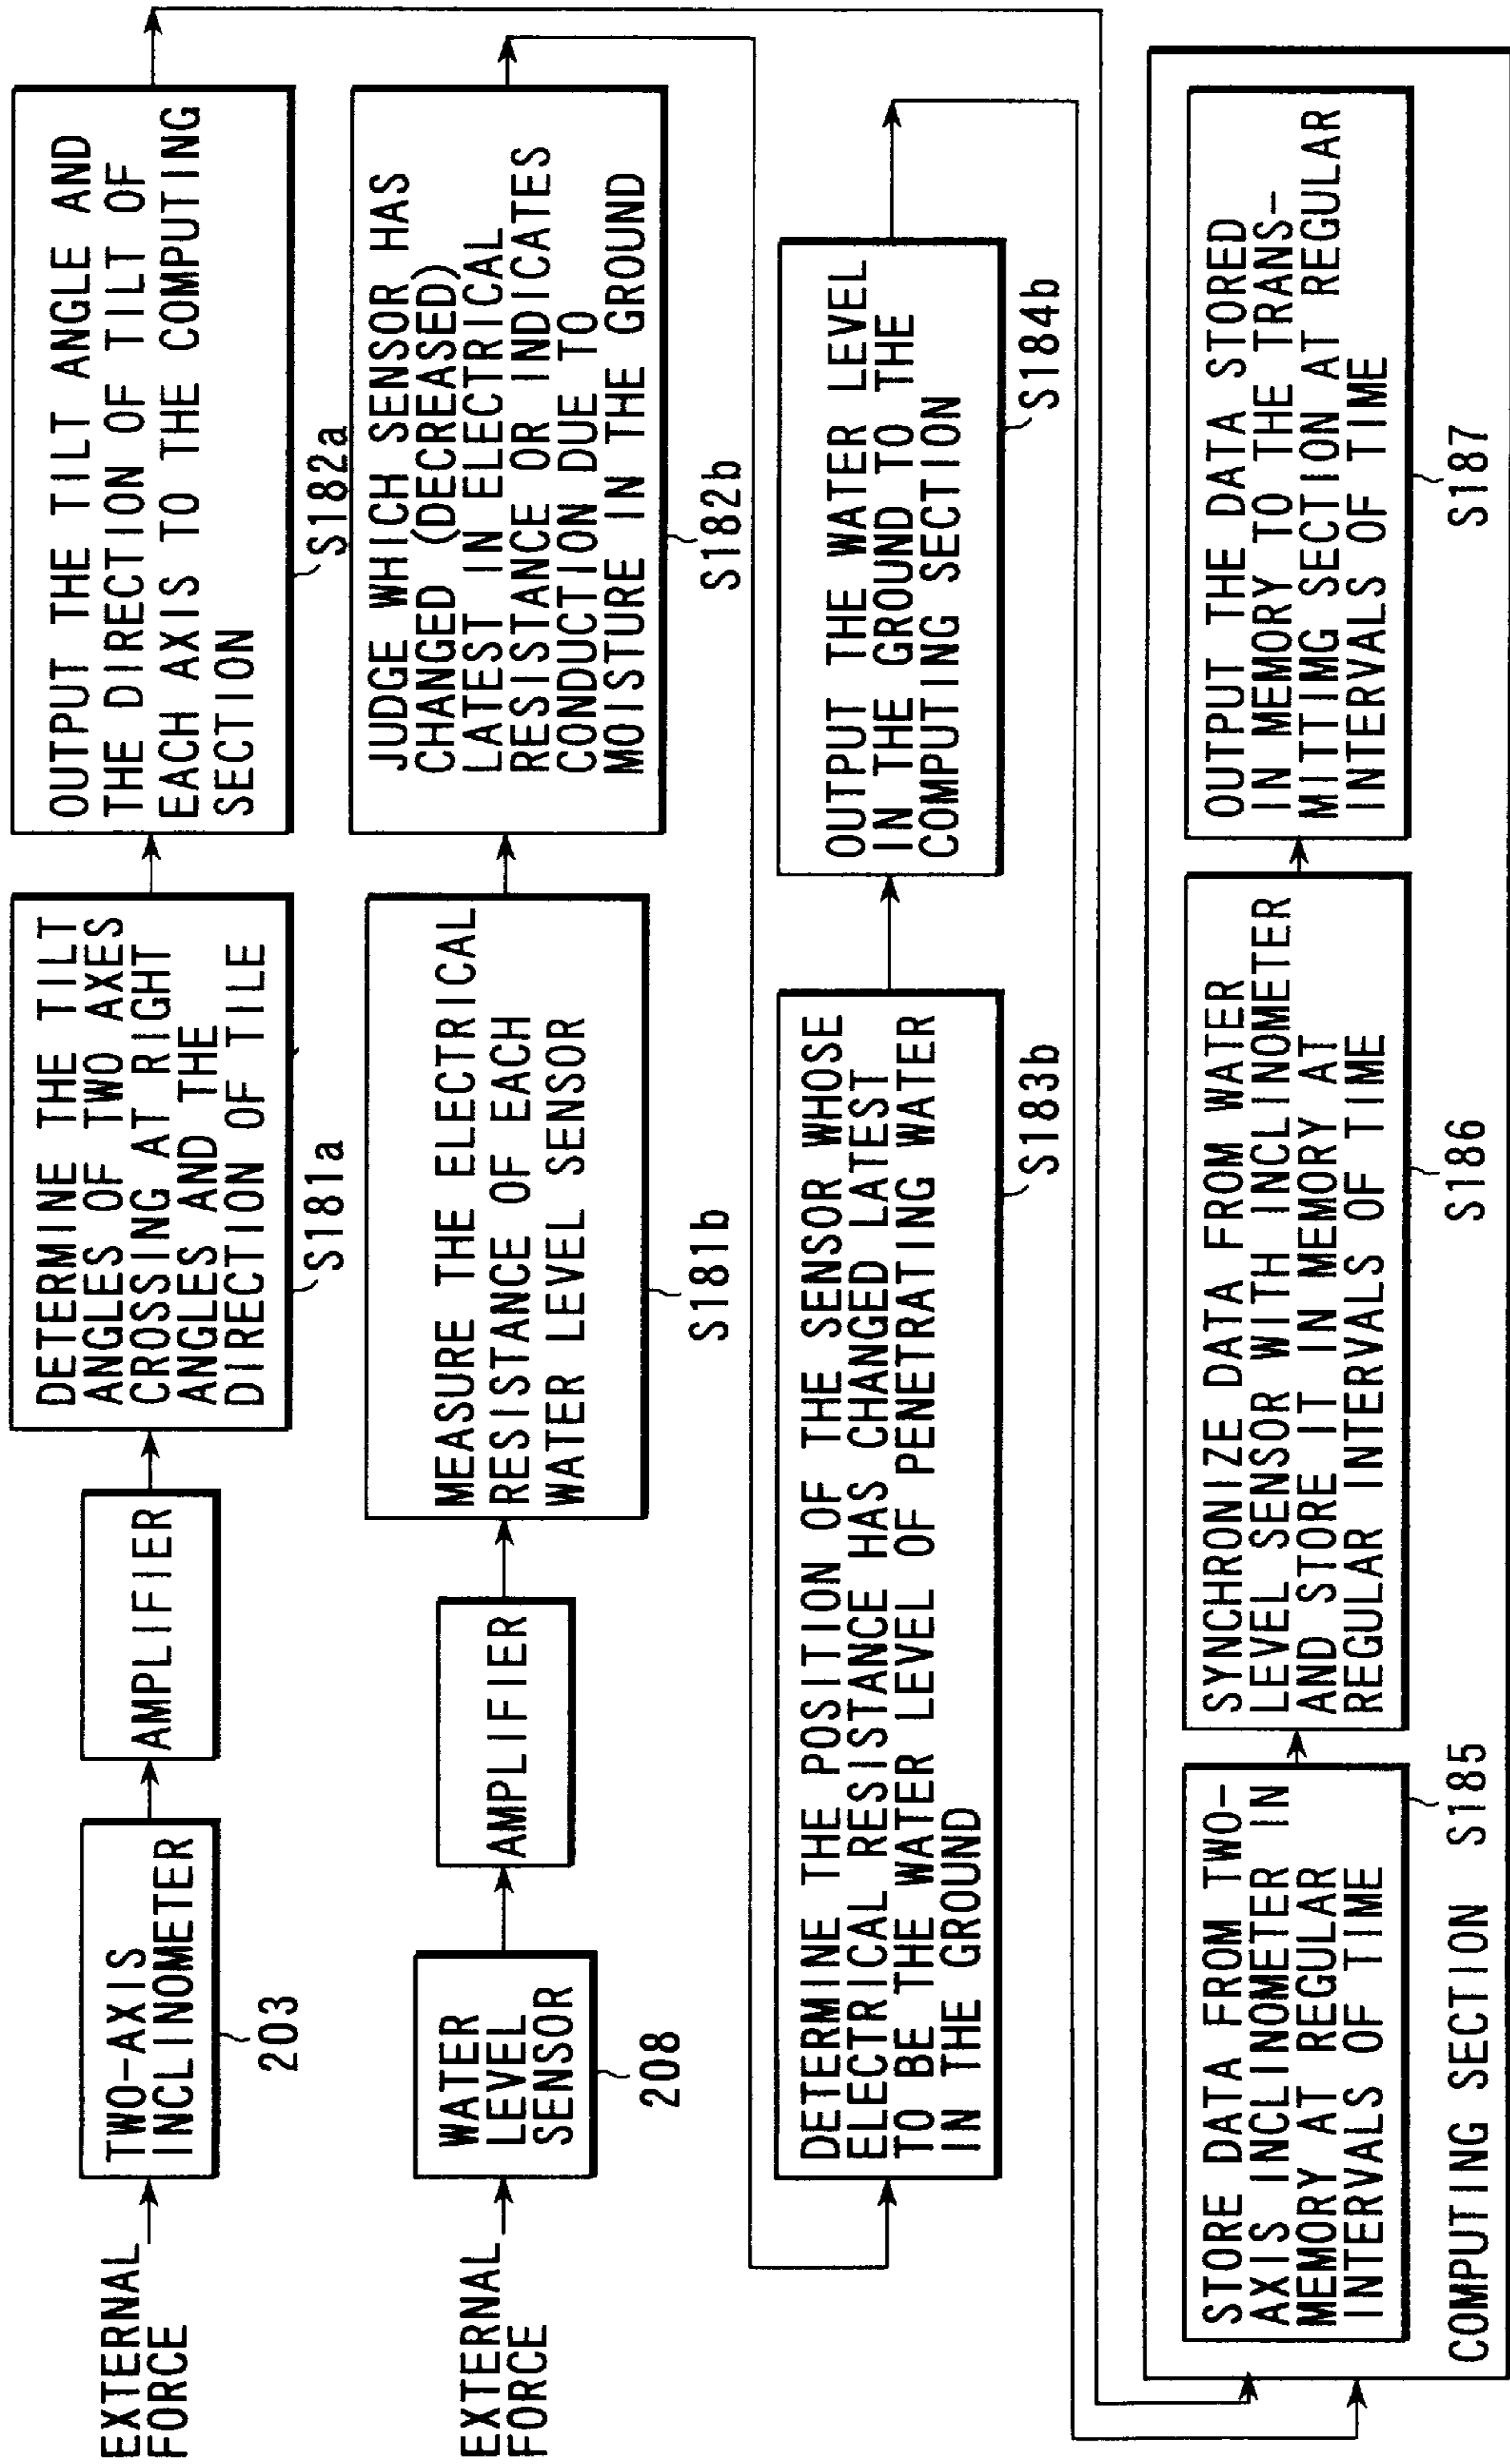 EXTERNAL
FORCE
TWO-AXIS
INCLINOMETER
203
AMPLIFIER
DETERMINE THE TILT
ANGLES OF TWO AXES
CROSSING AT RIGHT
ANGLES AND THE
DIRECTION OF TILE
S181a
OUTPUT THE TILT ANGLE AND
THE DIRECTION OF TILT OF
EACH AXIS TO THE COMPUTING
SECTION
S182a
EXTERNAL
FORCE
WATER
LEVEL
SENSOR
208
AMPLIFIER
MEASURE THE ELECTRICAL
RESISTANCE OF EACH
WATER LEVEL SENSOR
S181b
JUDGE WHICH SENSOR HAS
CHANGED (DECREASED)
LATEST IN ELECTRICAL
RESISTANCE OR INDICATES
CONDUCTION DUE TO
MOISTURE IN THE GROUND
S182b
DETERMINE THE POSITION OF THE SENSOR WHOSE
ELECTRICAL RESISTANCE HAS CHANGED LATEST
TO BE THE WATER LEVEL OF PENETRATING WATER
IN THE GROUND
S183b
OUTPUT THE WATER LEVEL
IN THE GROUND TO THE
COMPUTING SECTION
S184b
STORE DATA FROM TWO-
AXIS INCLINOMETER IN
MEMORY AT REGULAR
INTERVALS OF TIME
S185
SYNCHRONIZE DATA FROM WATER
LEVEL SENSOR WITH INCLINOMETER
AND STORE IT IN MEMORY AT
REGULAR INTERVALS OF TIME
S186
OUTPUT THE DATA STORED
IN MEMORY TO THE TRANS-
MITTIMG SECTION AT REGULAR
INTERVALS OF TIME
S187
COMPUTING SECTION